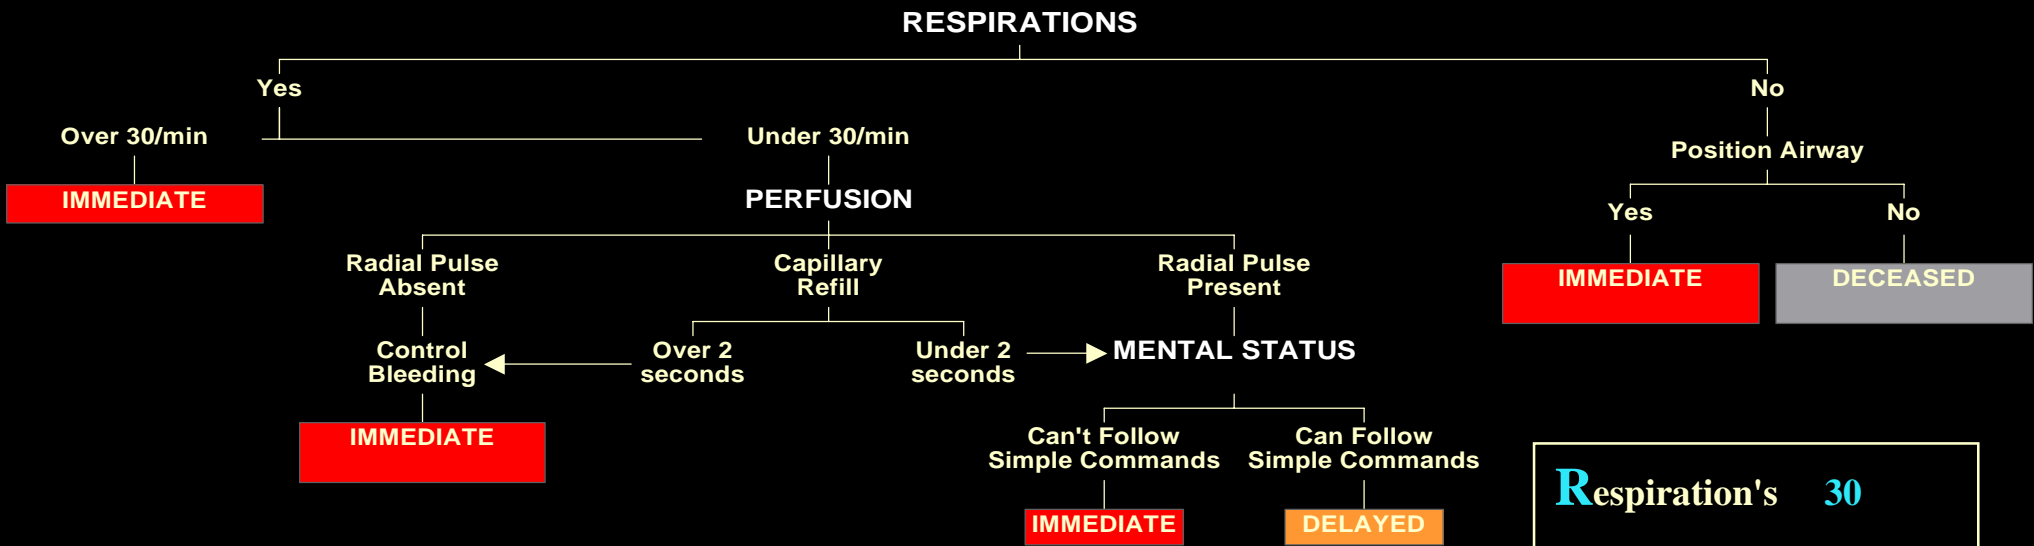 RESPIRATIONS
Yes
No
Over 30/min
Under 30/min
Position Airway
IMMEDIATE
PERFUSION
Yes
No
Radial Pulse
Absent
Capillary
Refill
Radial Pulse
Present
IMMEDIATE
DECEASED
Control
Bleeding
Over 2
seconds
Under 2
seconds
MENTAL STATUS
IMMEDIATE
Can't Follow
Simple Commands
Can Follow
Simple Commands
IMMEDIATE
DELAYED
Respiration's 30